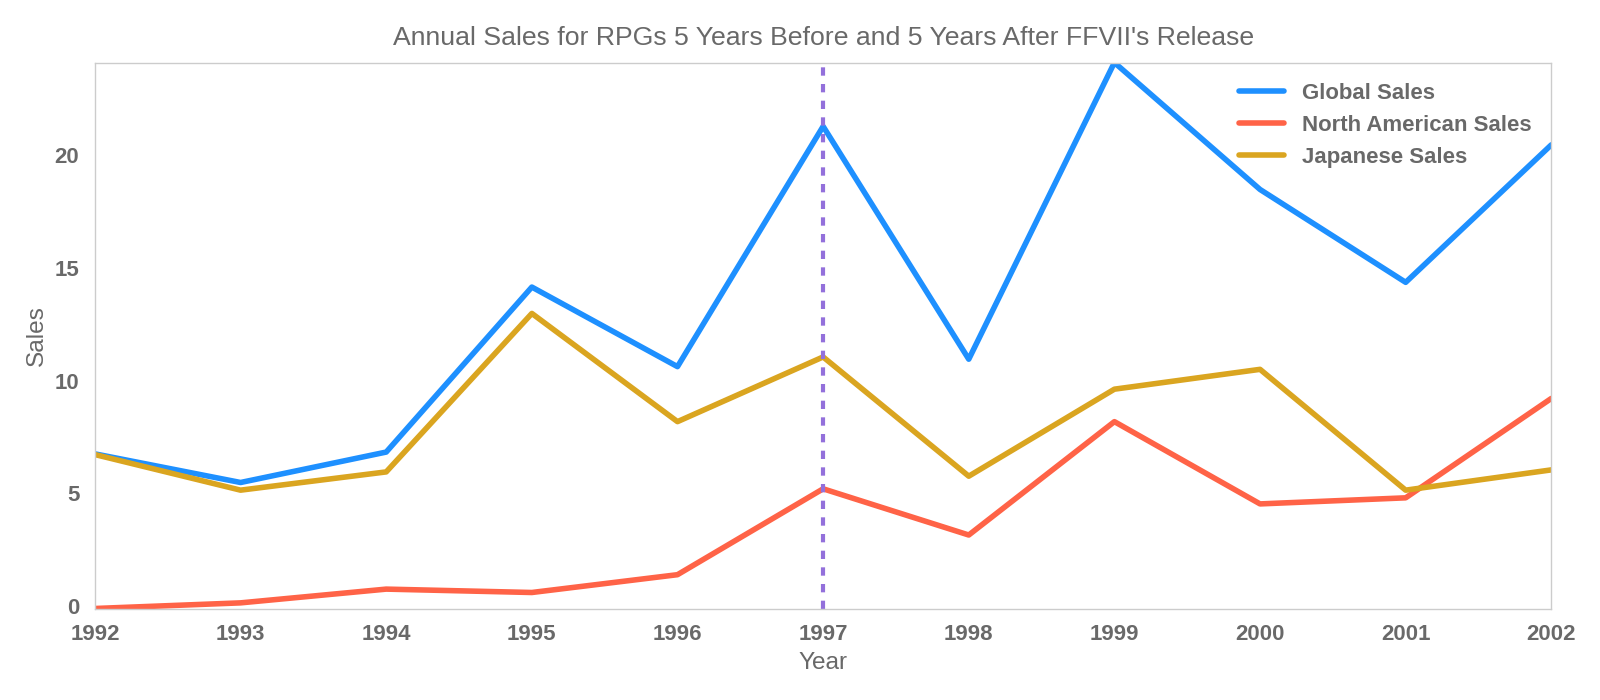 Annual Sales for RPGs 5 Years Before and 5 Years After FFVII's Release
Global Sales
North American Sales
Japanese Sales
Sales
20
15
10
5
0
1992 1993 1994 1995 1996 1997 1998 1999 2000 2001 2002
Year